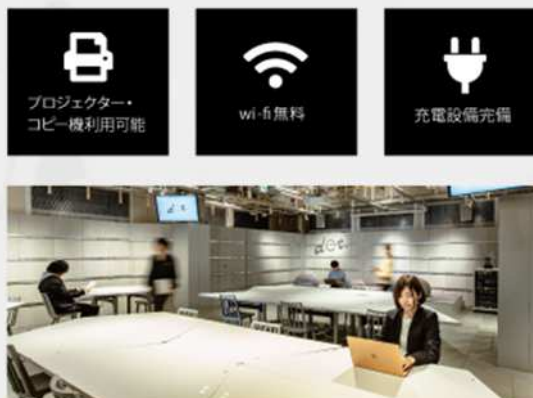 プロジェクター・
コピー機利用可能
wi-fi無料
充電設備完備
det.